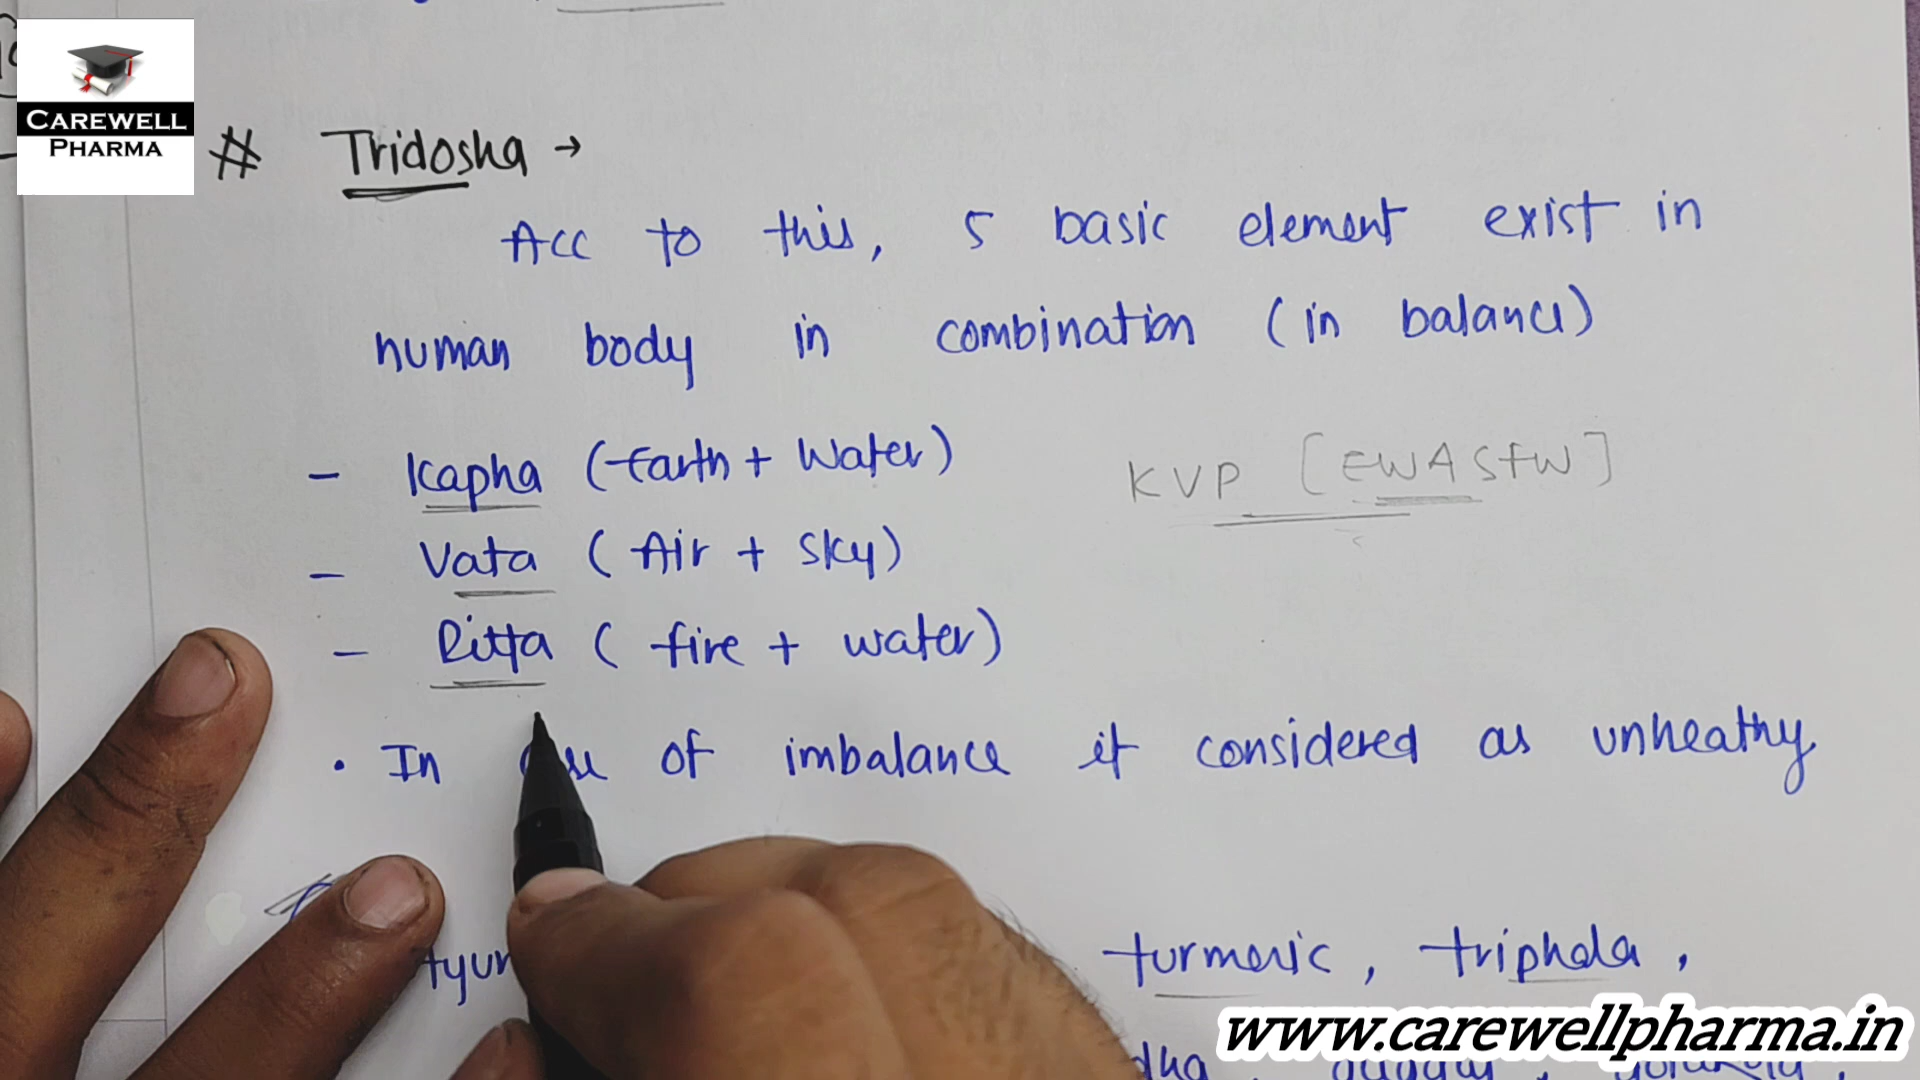 CAREWELL
PHARMA
# Tridosha →
Acc to this, 5 basic element exist in
human body in combination (in balance)
- Kapha (Earth + Water)
KVP [EWASFW]
- Vata (Air + Sky)
- Pitta (fire + water)
• In of imbalance it considered as unheathy
turmeric, triphala,
www.carewellpharma.in